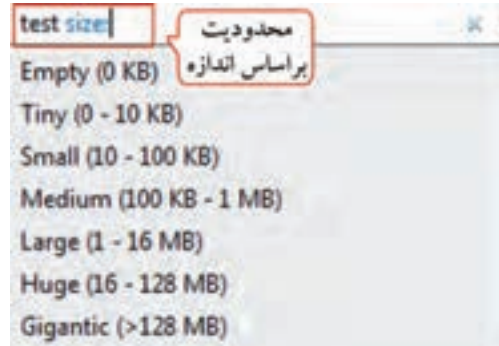 test size:
محدودیت
براساس اندازه
Empty (0 KB)
Tiny (0 - 10 KB)
Small (10 - 100 KB)
Medium (100 KB - 1 MB)
Large (1 - 16 MB)
Huge (16 - 128 MB)
Gigantic (>128 MB)